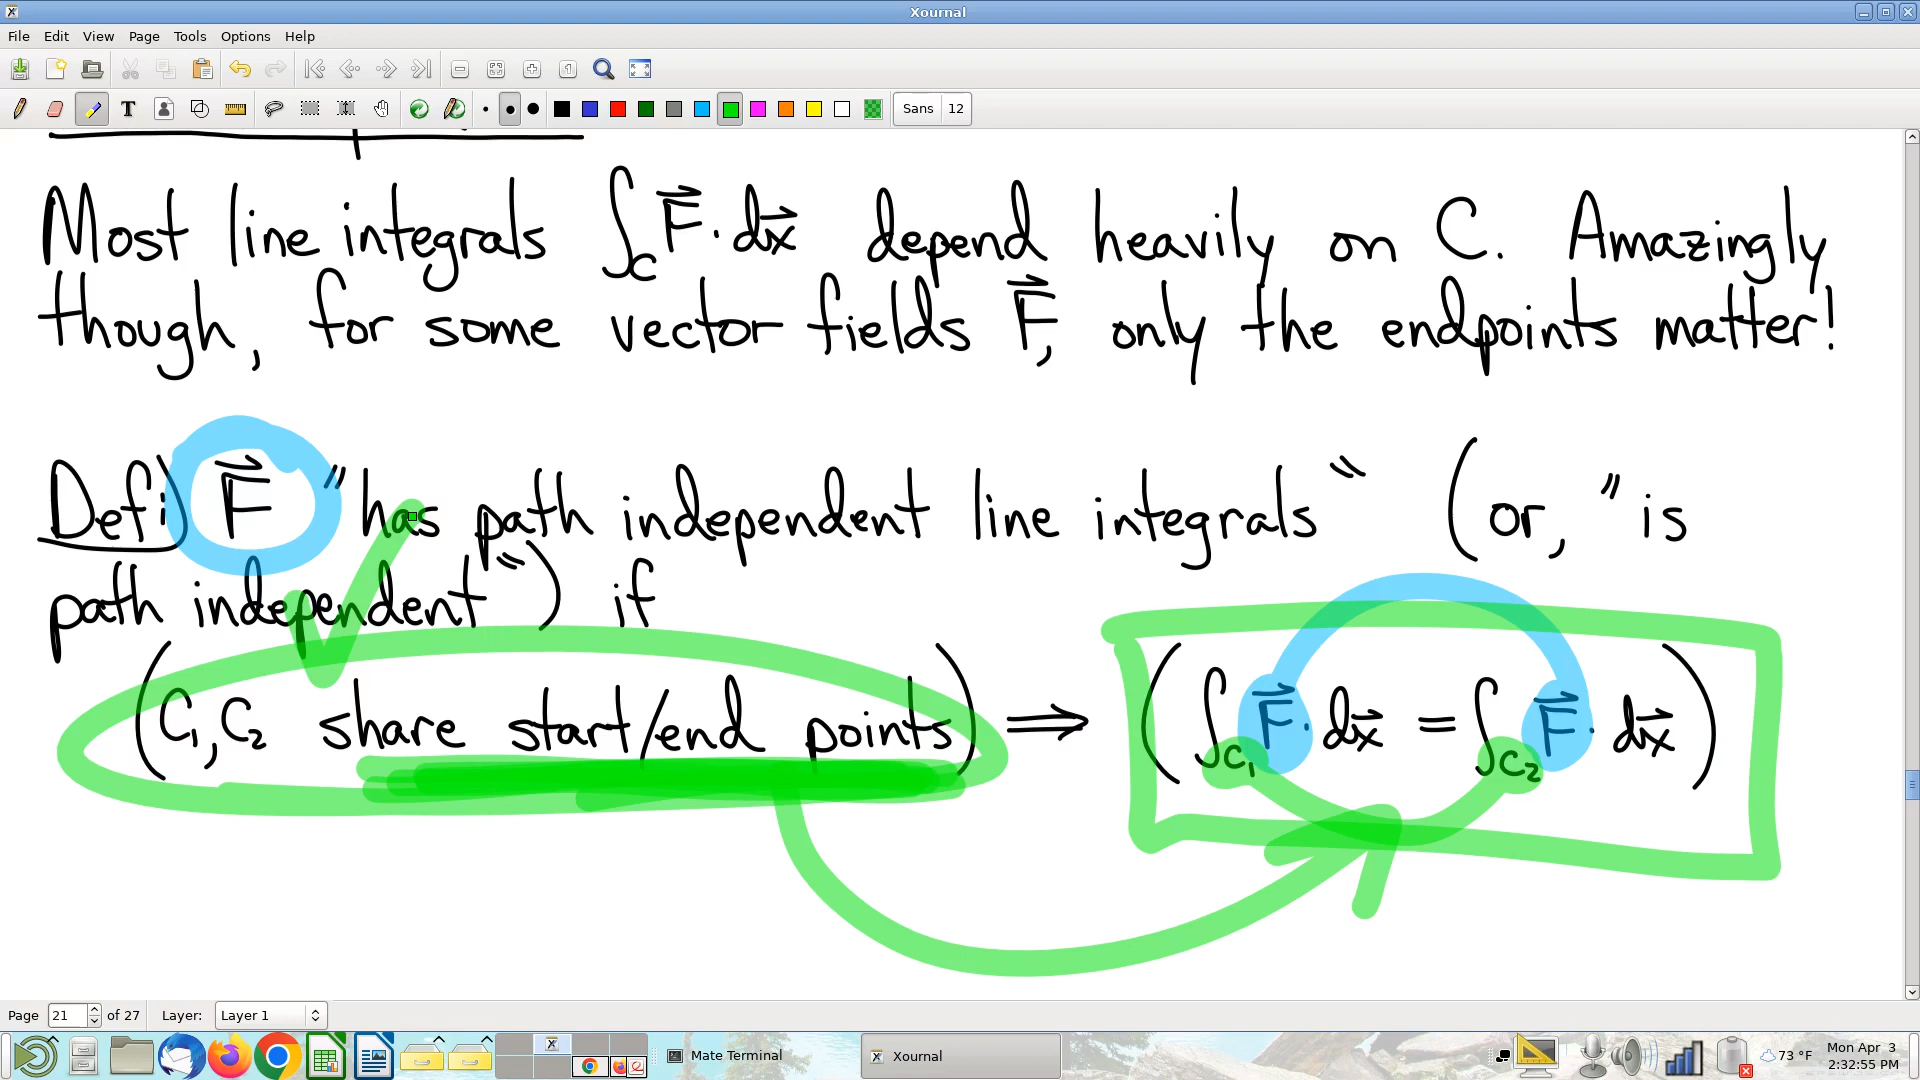 Xournal
File Edit View Page Tools Options Help
Sans 12
Most line integrals ∫_C F⃗ · dx⃗ depend heavily on C. Amazingly
though, for some vector fields F⃗, only the endpoints matter!
Def: F⃗ "has path independent line integrals" (or, "is
path independent") if
(C₁, C₂ share start/end points) ⟹ (∫_C₁ F⃗ · dx⃗ = ∫_C₂ F⃗ · dx⃗)
Page 21 of 27 Layer: Layer 1
Mate Terminal Xournal 73 °F Mon Apr 3
2:32:55 PM